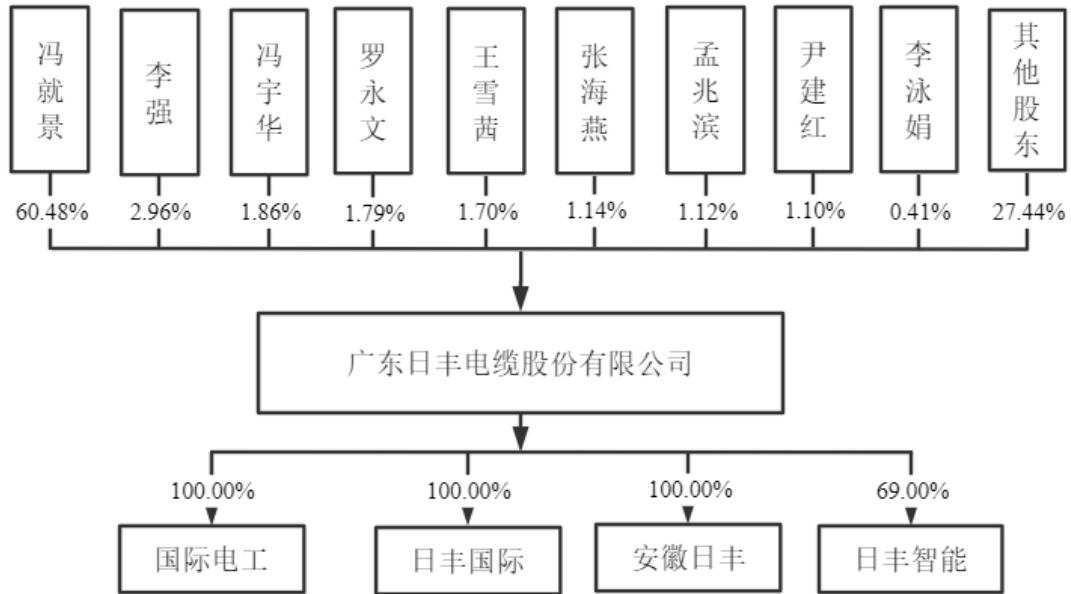 冯就景
李强
冯宇华
罗永文
王雪茜
张海燕
孟兆滨
尹建红
李泳娟
其他股东
60.48%
2.96%
1.86%
1.79%
1.70%
1.14%
1.12%
1.10%
0.41%
27.44%
广东日丰电缆股份有限公司
100.00%
100.00%
100.00%
69.00%
国际电工
日丰国际
安徽日丰
日丰智能